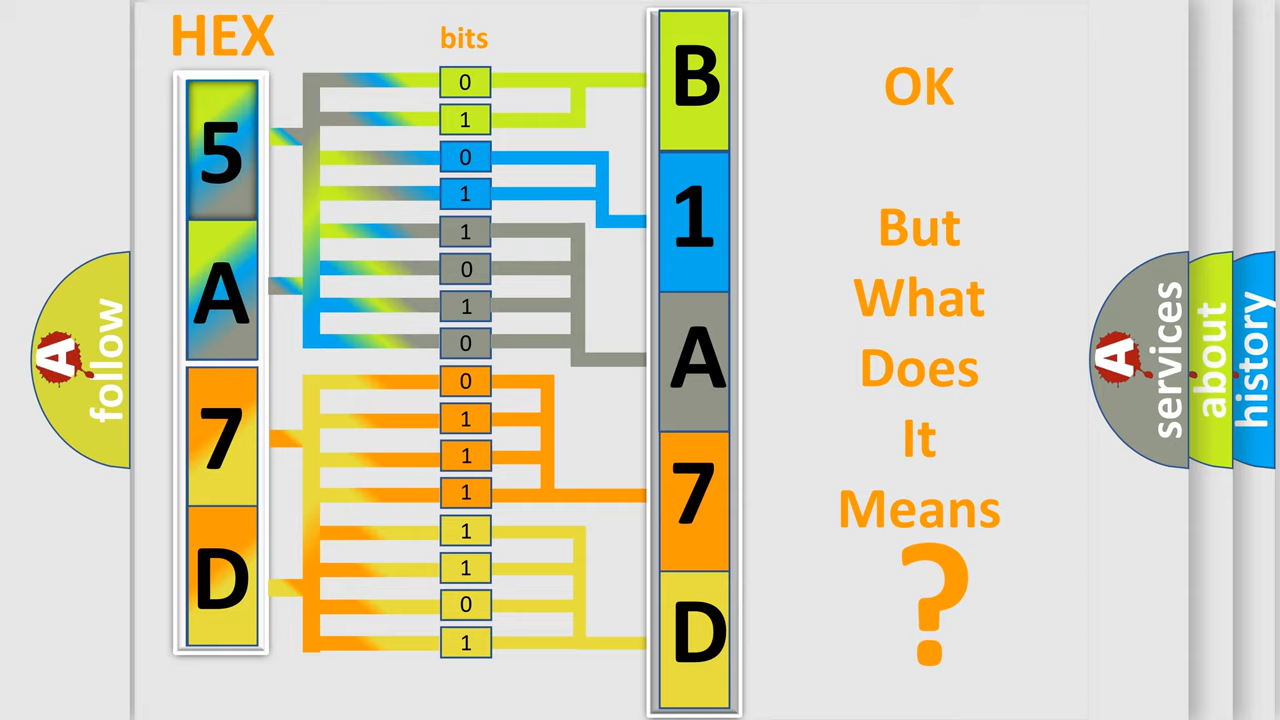 HEX
bits
5
A
7
D
0
1
0
1
1
0
1
0
0
1
1
1
1
1
0
1
B
1
A
7
D
OK
But
What
Does
It
Means
?
A
follow
A
services
about
history